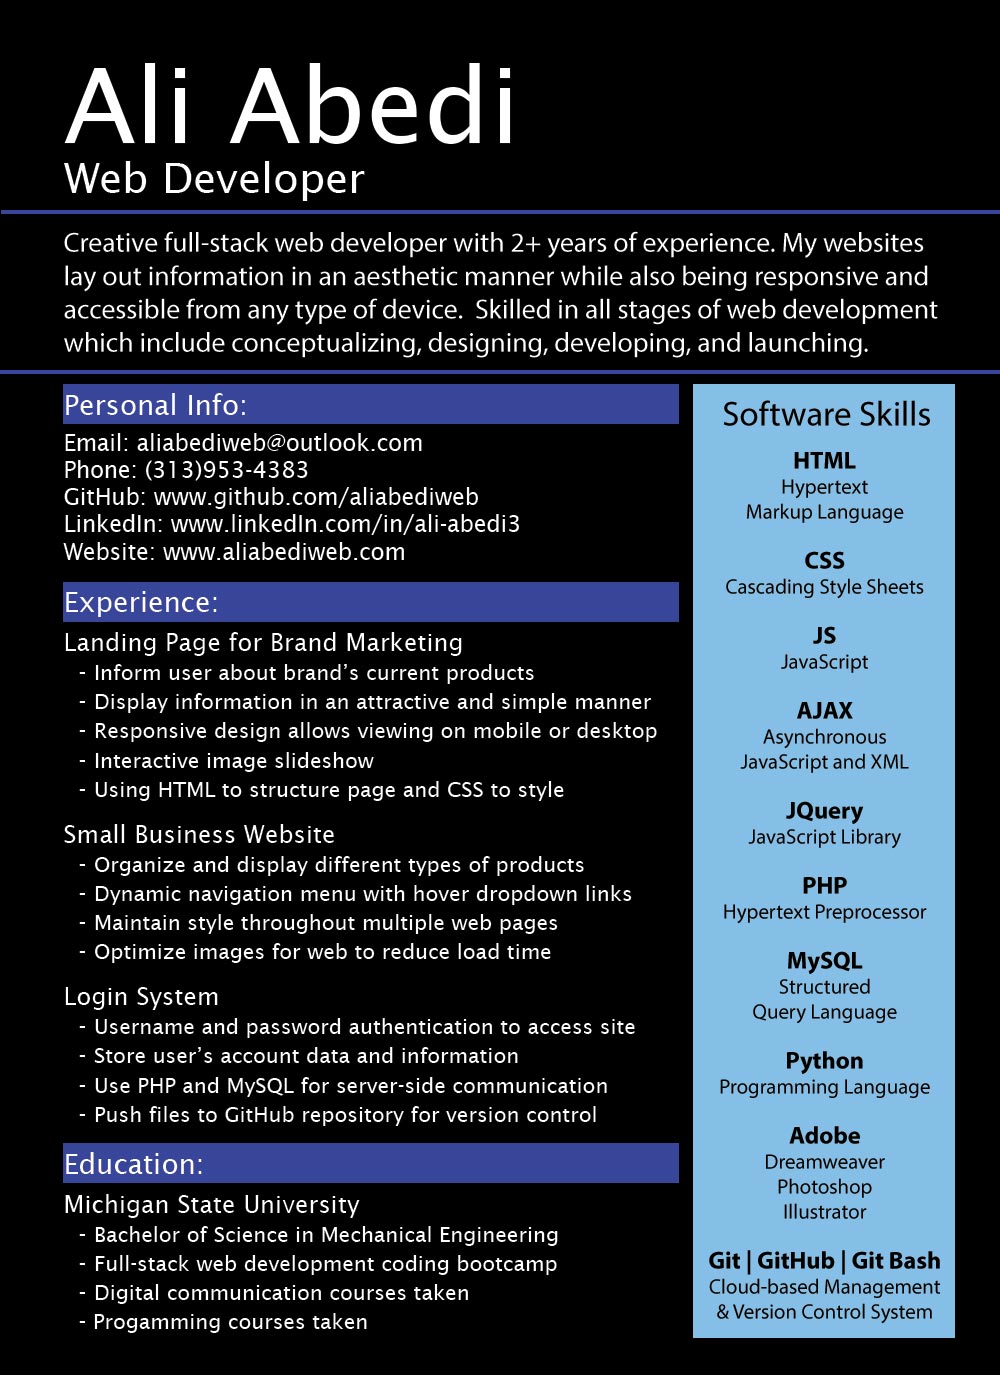 Ali Abedi
Web Developer
Creative full-stack web developer with 2+ years of experience. My websites
lay out information in an aesthetic manner while also being responsive and
accessible from any type of device.  Skilled in all stages of web development
which include conceptualizing, designing, developing, and launching.
Personal Info:
Email: aliabediweb@outlook.com
Phone: (313)953-4383
GitHub: www.github.com/aliabediweb
LinkedIn: www.linkedIn.com/in/ali-abedi3
Website: www.aliabediweb.com
Experience:
Landing Page for Brand Marketing
- Inform user about brand’s current products
- Display information in an attractive and simple manner
- Responsive design allows viewing on mobile or desktop
- Interactive image slideshow
- Using HTML to structure page and CSS to style
Small Business Website
- Organize and display different types of products
- Dynamic navigation menu with hover dropdown links
- Maintain style throughout multiple web pages
- Optimize images for web to reduce load time
Login System
- Username and password authentication to access site
- Store user’s account data and information
- Use PHP and MySQL for server-side communication
- Push files to GitHub repository for version control
Education:
Michigan State University
- Bachelor of Science in Mechanical Engineering
- Full-stack web development coding bootcamp
- Digital communication courses taken
- Progamming courses taken
Software Skills
HTML
Hypertext
Markup Language
CSS
Cascading Style Sheets
JS
JavaScript
AJAX
Asynchronous
JavaScript and XML
JQuery
JavaScript Library
PHP
Hypertext Preprocessor
MySQL
Structured
Query Language
Python
Programming Language
Adobe
Dreamweaver
Photoshop
Illustrator
Git | GitHub | Git Bash
Cloud-based Management
& Version Control System